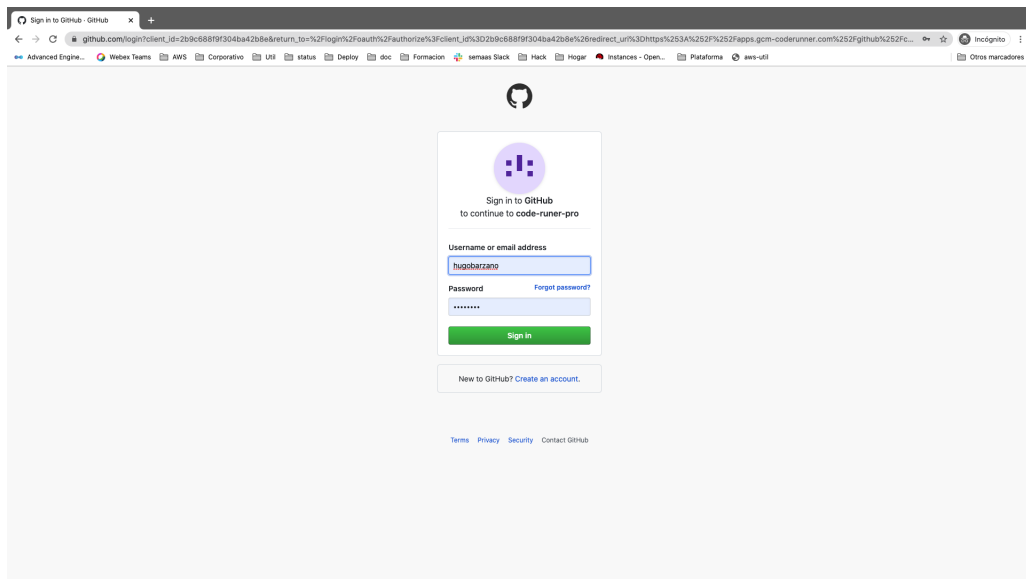 Sign in to GitHub · GitHub
github.com/login?client_id=2b9c688f9f304ba42b8e&return_to=%2Flogin%2Foauth%2Fauthorize%3Fclient_id%3D2b9c688f9f304ba42b8e%26redirect_uri%3Dhttps%253A%252F%252Fapps.gcm-coderunner.com%252Fgithub%252Fc... Incógnito
Advanced Engine... Webex Teams AWS Corporativo Util status Deploy doc Formacion semaas Slack Hack Hogar Instances - Open... Plataforma aws-util Otros marcadores
Sign in to GitHub
to continue to code-runer-pro
Username or email address
hugobarzano
Password Forgot password?
••••••••
Sign in
New to GitHub? Create an account.
Terms Privacy Security Contact GitHub